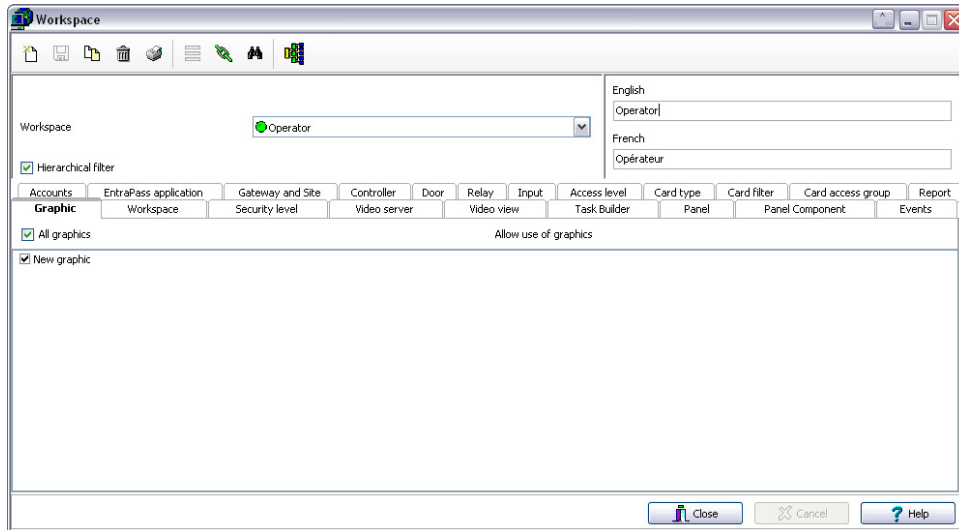 Workspace
English
Operator
Workspace
Operator
French
Opérateur
Hierarchical filter
Accounts EntraPass application Gateway and Site Controller Door Relay Input Access level Card type Card filter Card access group Report
Graphic Workspace Security level Video server Video view Task Builder Panel Panel Component Events
All graphics Allow use of graphics
New graphic
Close Cancel ? Help